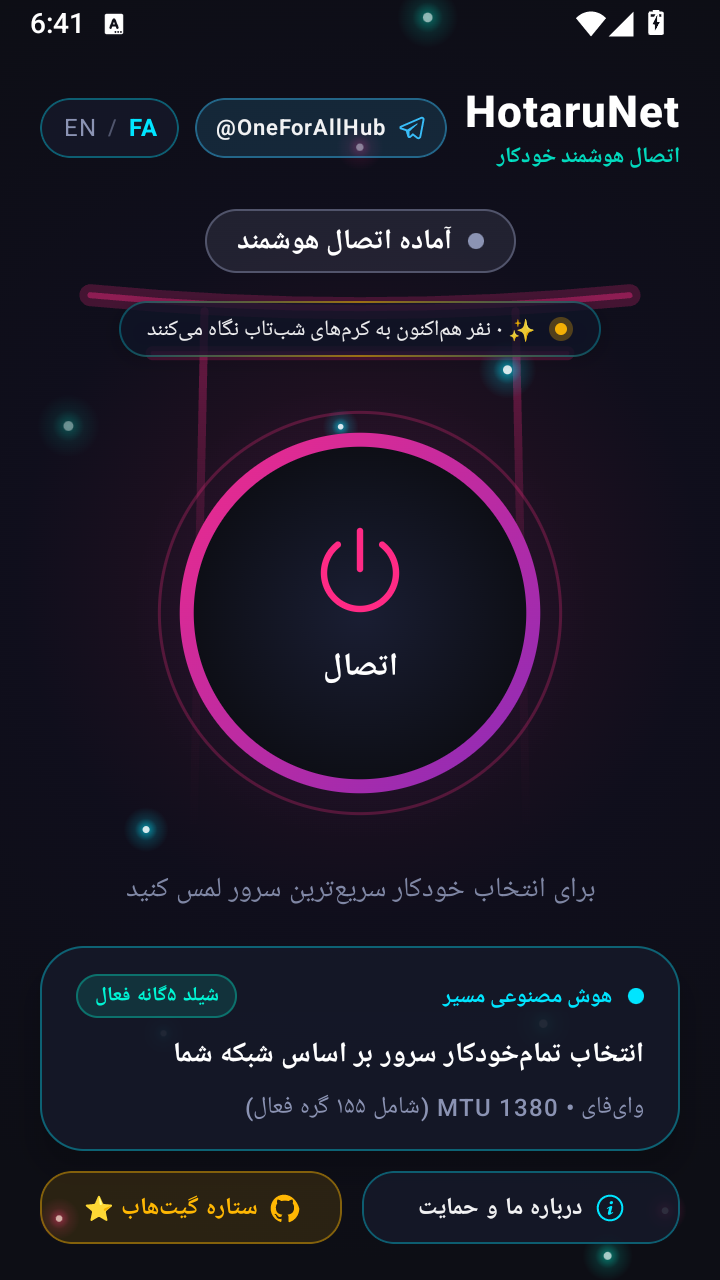 6:41
HotaruNet
اتصال هوشمند خودکار
@OneForAllHub
EN / FA
آماده اتصال هوشمند
✨ ۰ نفر هم‌اکنون به کرم‌های شب‌تاب نگاه می‌کنند
اتصال
برای انتخاب خودکار سریع‌ترین سرور لمس کنید
هوش مصنوعی مسیر
شیلد ۵گانه فعال
انتخاب تمام‌خودکار سرور بر اساس شبکه شما
وای‌فای • MTU 1380 (شامل ۱۵۵ گره فعال)
درباره ما و حمایت
ستاره گیت‌هاب ⭐